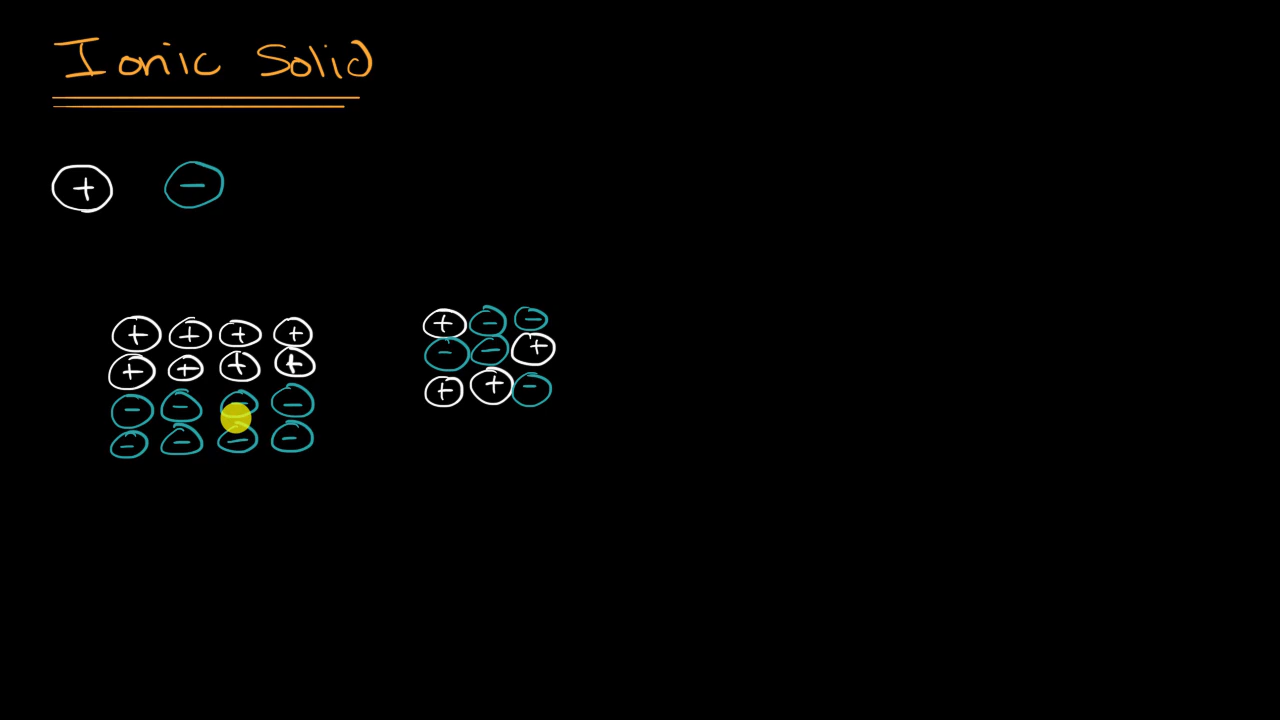 Ionic Solid
+ −
+ + + +
+ + + +
− − − −
− − − −
+ − −
− − +
+ + −